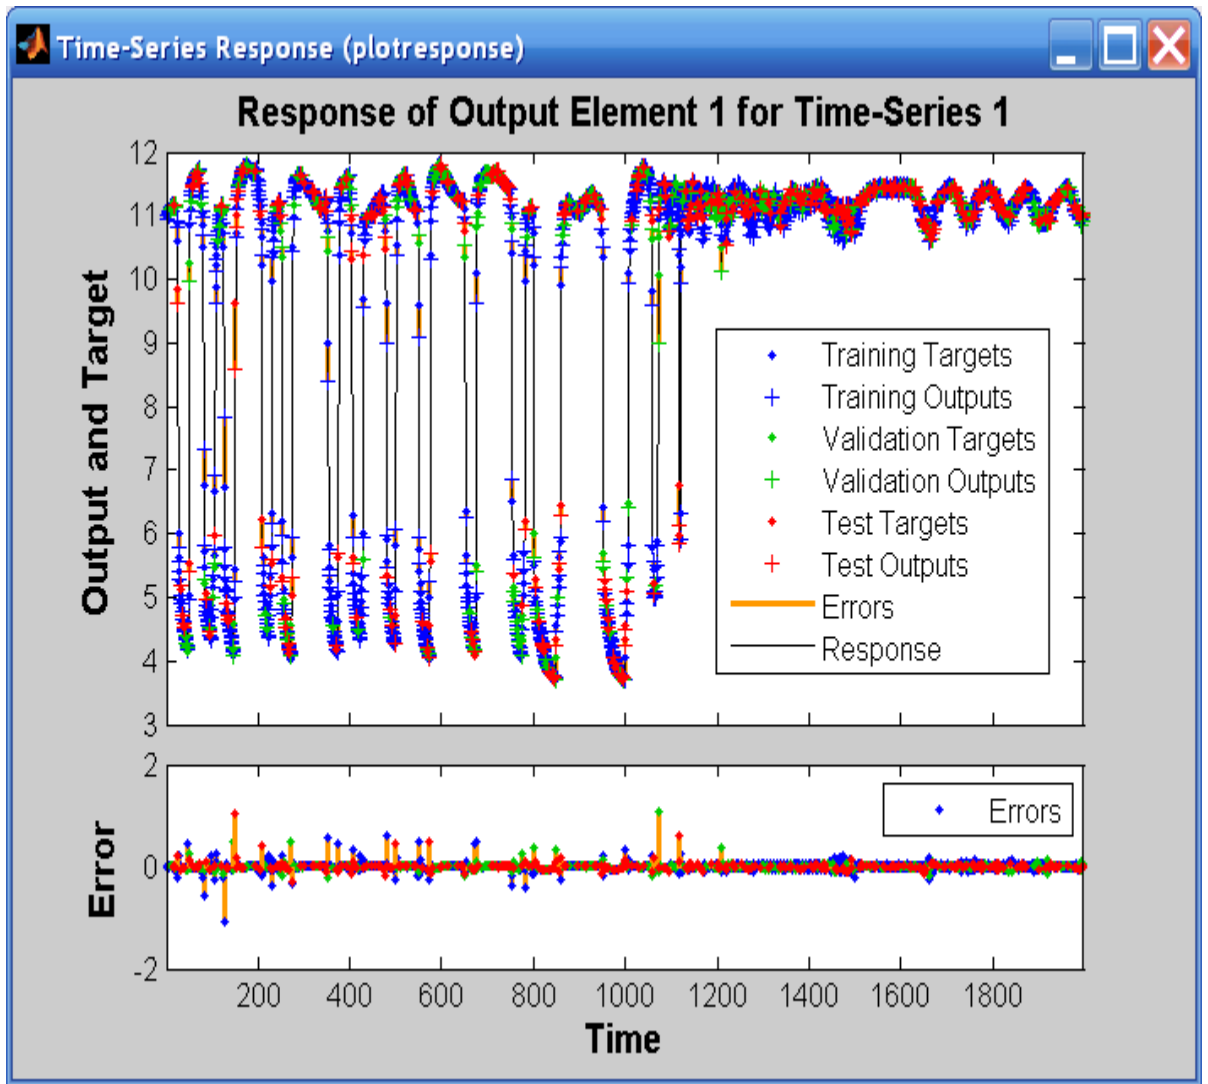 Time-Series Response (plotresponse)
Response of Output Element 1 for Time-Series 1
Output and Target
12
11
10
9
8
7
6
5
4
3
Training Targets
Training Outputs
Validation Targets
Validation Outputs
Test Targets
Test Outputs
Errors
Response
Error
2
0
-2
Errors
200 400 600 800 1000 1200 1400 1600 1800
Time